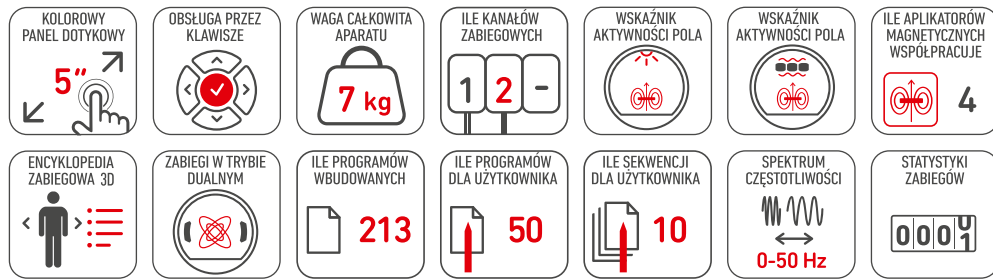 KOLOROWY
PANEL DOTYKOWY
5"
OBSŁUGA PRZEZ
KLAWISZE
WAGA CAŁKOWITA
APARATU
7 kg
ILE KANAŁÓW
ZABIEGOWYCH
1 2 -
WSKAŹNIK
AKTYWNOŚCI POLA
WSKAŹNIK
AKTYWNOŚCI POLA
ILE APLIKATORÓW
MAGNETYCZNYCH
WSPÓŁPRACUJE
4
ENCYKLOPEDIA
ZABIEGOWA 3D
ZABIEGI W TRYBIE
DUALNYM
ILE PROGRAMÓW
WBUDOWANYCH
213
ILE PROGRAMÓW
DLA UŻYTKOWNIKA
50
ILE SEKWENCJI
DLA UŻYTKOWNIKA
10
SPEKTRUM
CZĘSTOTLIWOŚCI
0-50 Hz
STATYSTYKI
ZABIEGÓW
0001